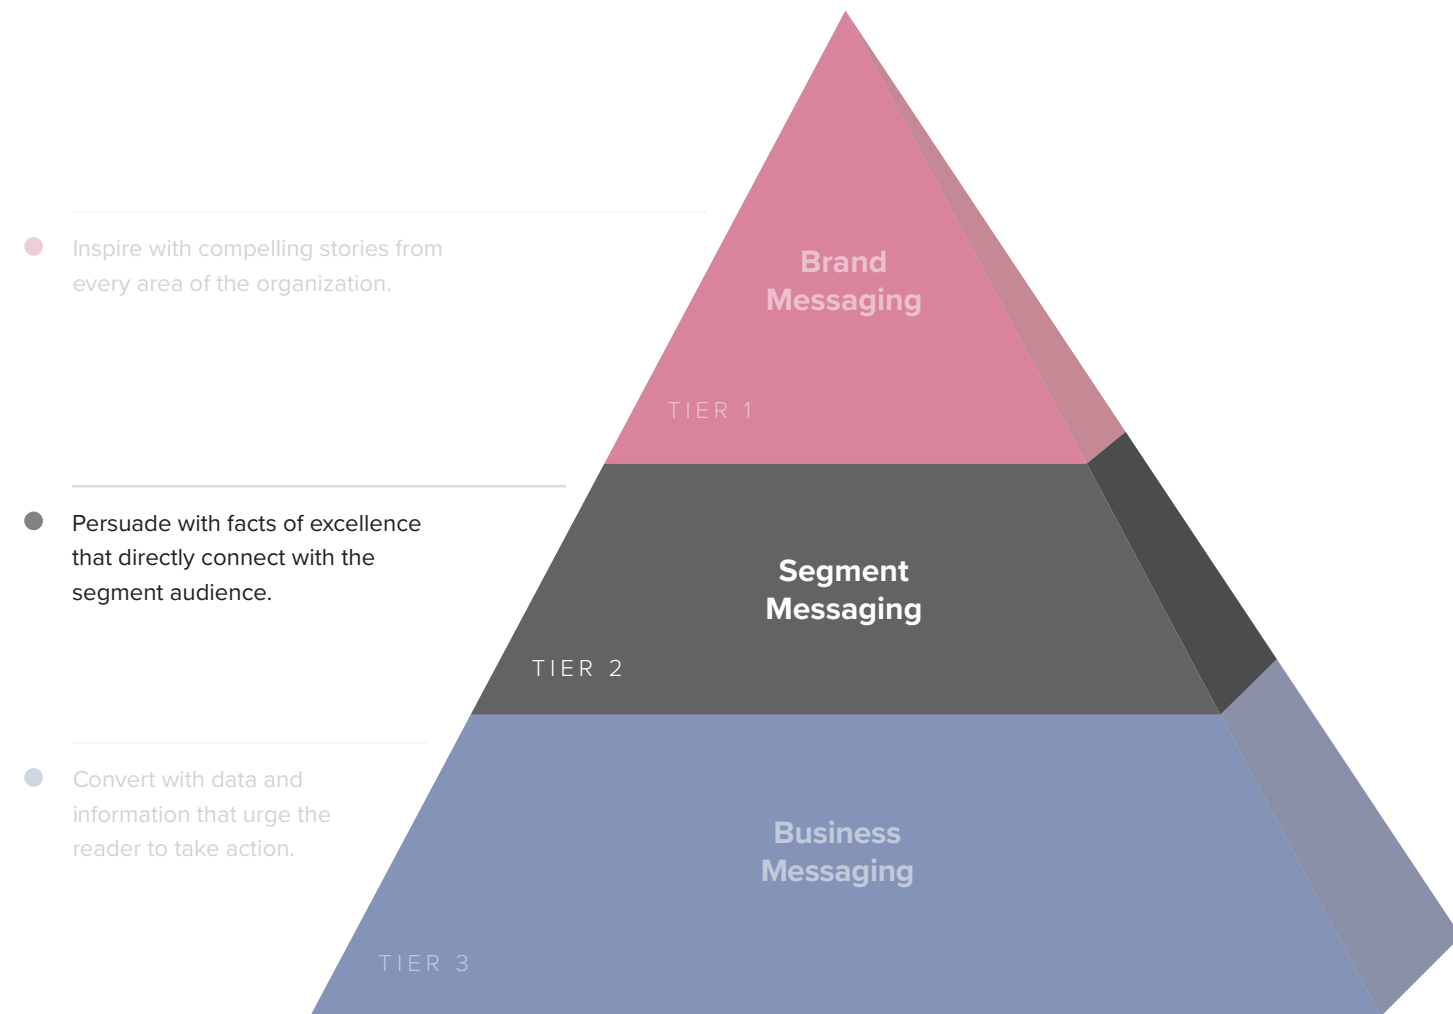 Inspire with compelling stories from
every area of the organization.
Brand
Messaging
TIER 1
Persuade with facts of excellence
that directly connect with the
segment audience.
Segment
Messaging
TIER 2
Convert with data and
information that urge the
reader to take action.
Business
Messaging
TIER 3